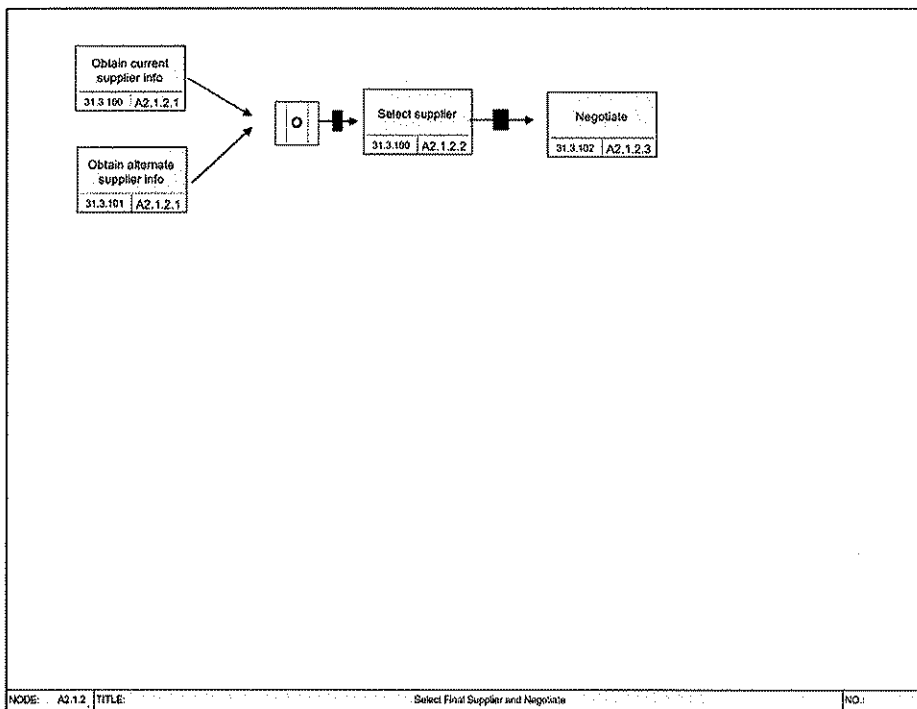 Obtain current
supplier info
31.3 100 A2.1.2.1
Obtain alternate
supplier info
31.3.101 A2.1.2.1
O
Select supplier
31.3.100 A2.1.2.2
Negotiate
31.3.102 A2.1.2.3
NODE: A2.1.2 TITLE: Select Final Supplier and Negotiate NO.: